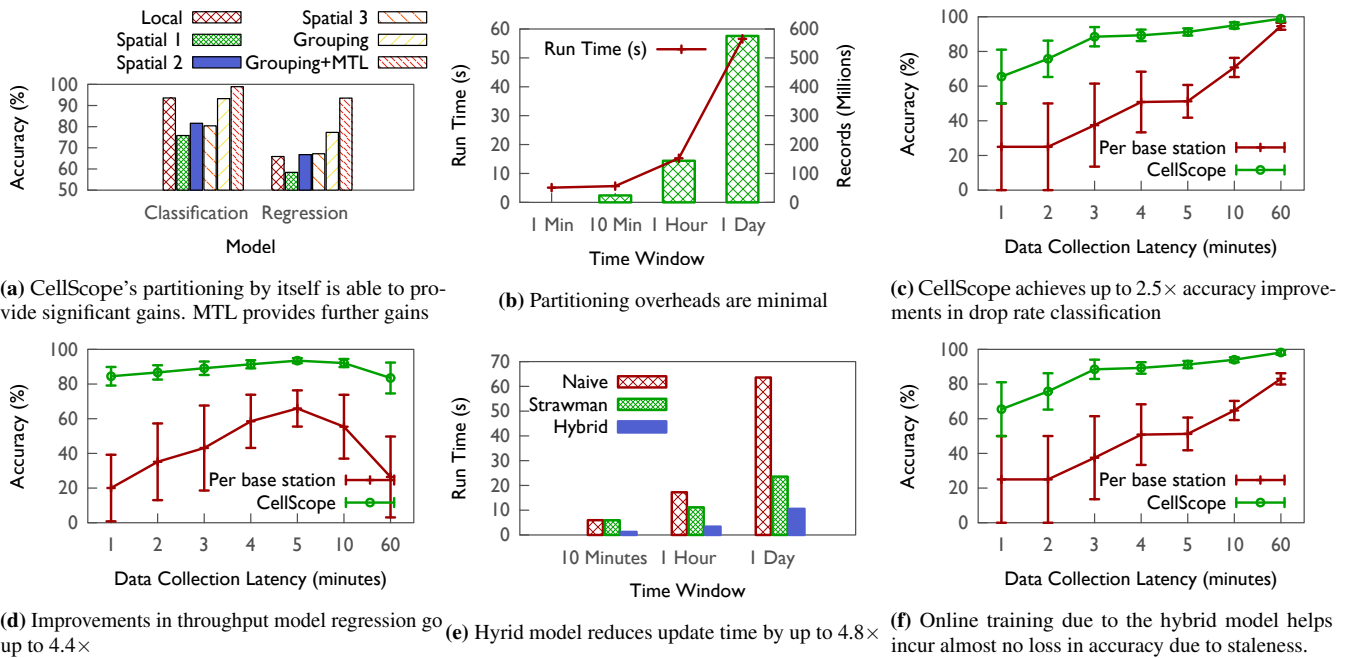 Local
Spatial 1
Spatial 2
Spatial 3
Grouping
Grouping+MTL
Accuracy (%)
100
90
80
70
60
50
Classification Regression
Model
(a) CellScope's partitioning by itself is able to pro-
vide significant gains. MTL provides further gains
Run Time (s)
Run Time (s)
Records (Millions)
60
50
40
30
20
10
0
600
500
400
300
200
100
0
1 Min 10 Min 1 Hour 1 Day
Time Window
(b) Partitioning overheads are minimal
Accuracy (%)
100
80
60
40
20
0
Per base station
CellScope
1 2 3 4 5 10 60
Data Collection Latency (minutes)
(c) CellScope achieves up to 2.5× accuracy improve-
ments in drop rate classification
Accuracy (%)
100
80
60
40
20
0
Per base station
CellScope
1 2 3 4 5 10 60
Data Collection Latency (minutes)
(d) Improvements in throughput model regression go
up to 4.4×
Run Time (s)
70
60
50
40
30
20
10
0
Naive
Strawman
Hybrid
10 Minutes 1 Hour 1 Day
Time Window
(e) Hyrid model reduces update time by up to 4.8×
Accuracy (%)
100
80
60
40
20
0
Per base station
CellScope
1 2 3 4 5 10 60
Data Collection Latency (minutes)
(f) Online training due to the hybrid model helps
incur almost no loss in accuracy due to staleness.